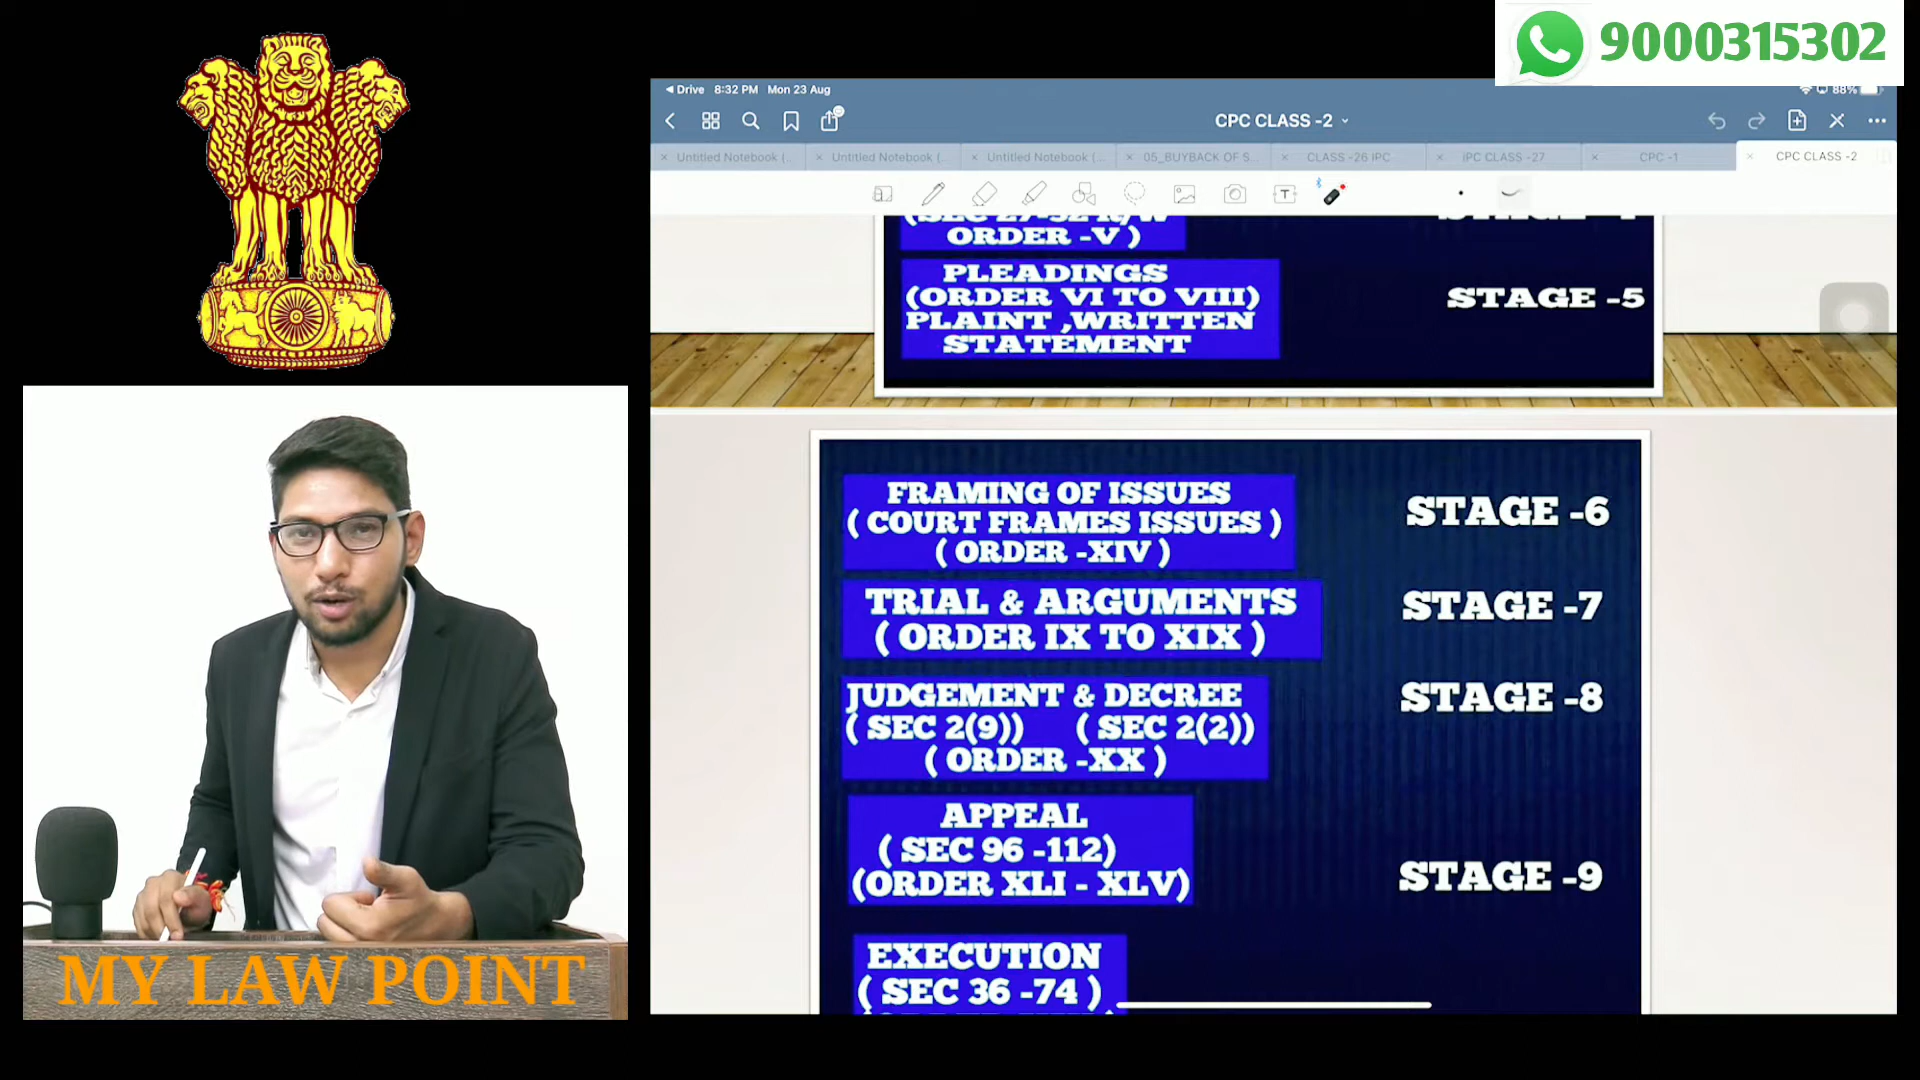 9000315302
Drive 8:32 PM Mon 23 Aug
88%
CPC CLASS -2
Untitled Notebook (...
Untitled Notebook (...
Untitled Notebook (...
05_BUYBACK OF S...
CLASS -26 IPC
iPC CLASS -27
CPC -1
CPC CLASS -2
ORDER -V )
PLEADINGS
(ORDER VI TO VIII)
PLAINT ,WRITTEN
STATEMENT
STAGE -5
FRAMING OF ISSUES
( COURT FRAMES ISSUES )
( ORDER -XIV )
STAGE -6
TRIAL & ARGUMENTS
( ORDER IX TO XIX )
STAGE -7
JUDGEMENT & DECREE
( SEC 2(9)) ( SEC 2(2))
( ORDER -XX )
STAGE -8
APPEAL
( SEC 96 -112)
(ORDER XLI - XLV)
STAGE -9
EXECUTION
( SEC 36 -74 )
MY LAW POINT